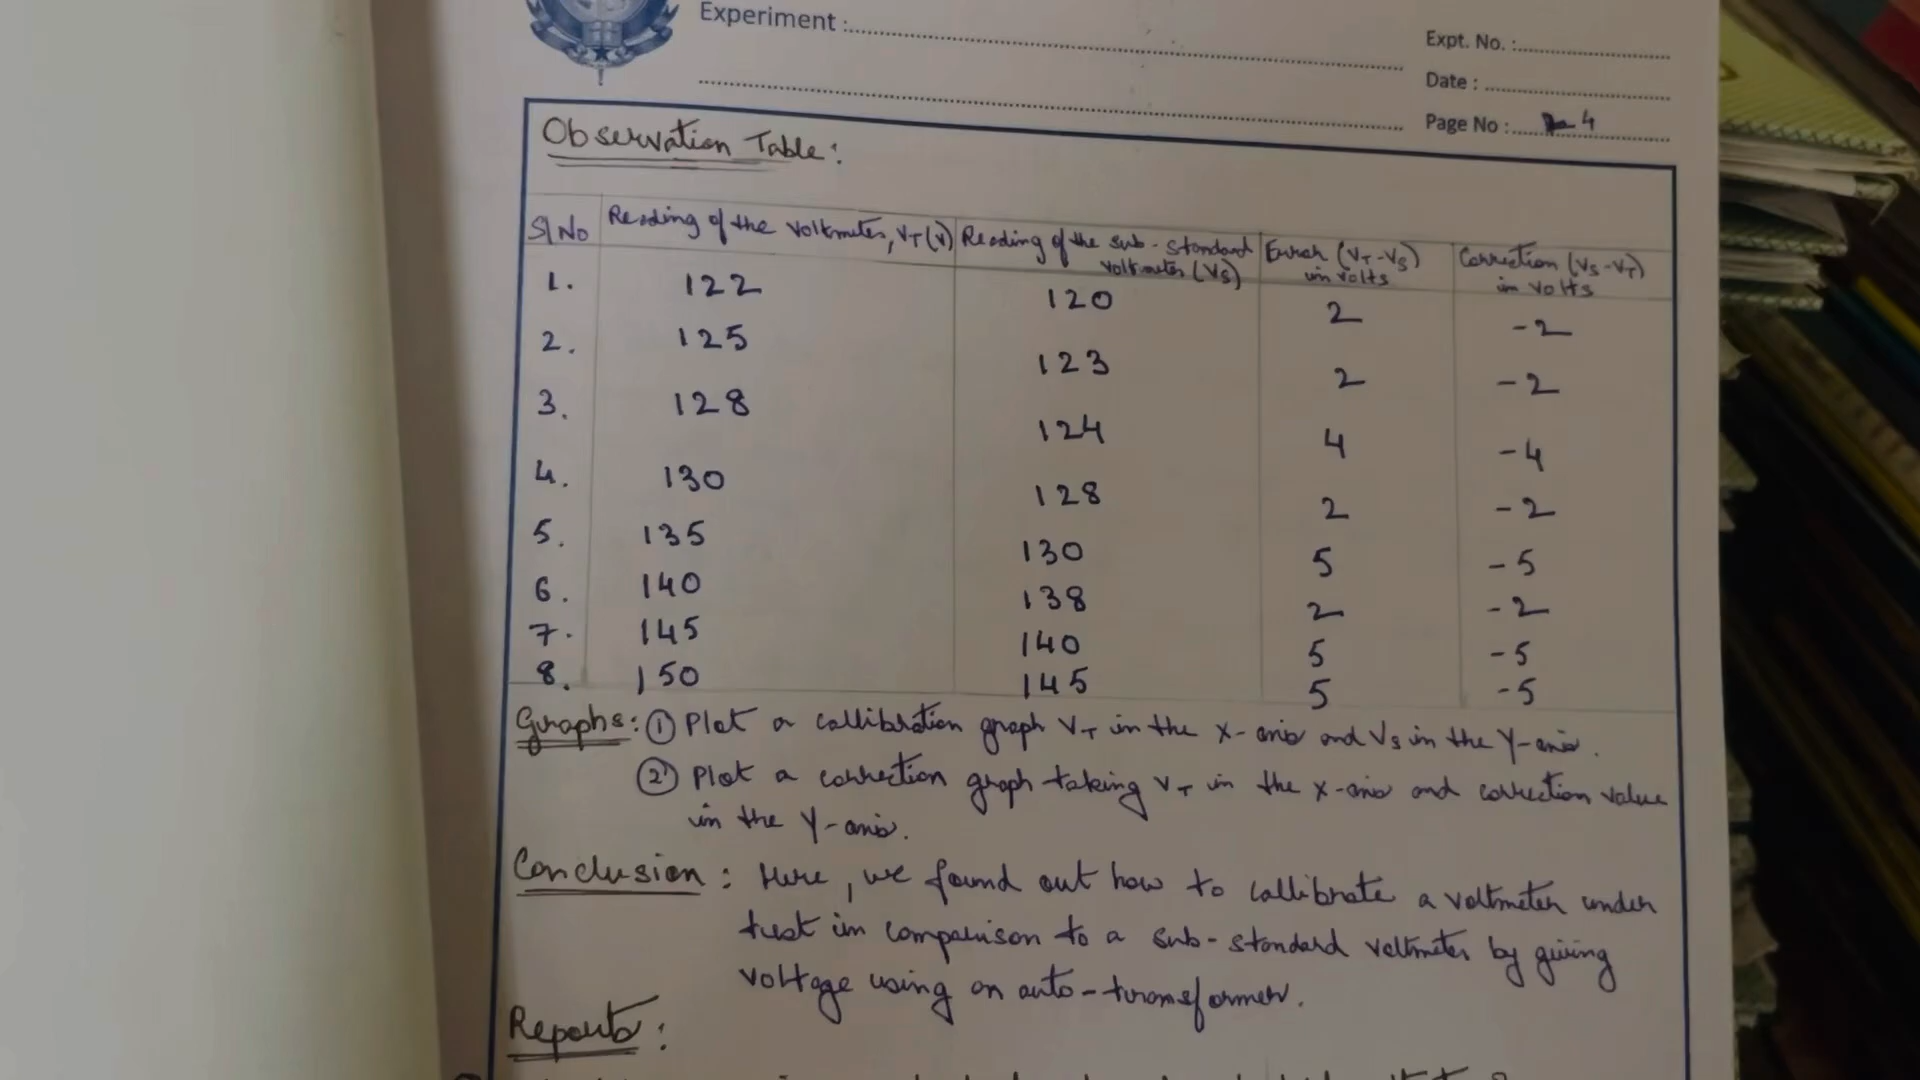 Experiment :
Expt. No. :
Date :
Page No : 4
Observation Table:
Sl No Reading of the voltmeter, VT (V) Reading of the sub-standard voltmeter (VS) Error (VT-VS) in volts Correction (VS-VT) in volts
1. 122 120 2 -2
2. 125 123 2 -2
3. 128 124 4 -4
4. 130 128 2 -2
5. 135 130 5 -5
6. 140 138 2 -2
7. 145 140 5 -5
8. 150 145 5 -5
Graphs: ① Plot a callibration graph VT in the X-axis and VS in the Y-axis.
② Plot a correction graph taking VT in the X-axis and correction value
in the Y-axis.
Conclusion: Here, we found out how to callibrate a voltmeter under
test in comparison to a sub-standard voltmeter by giving
voltage using an auto-transformer.
Reports: